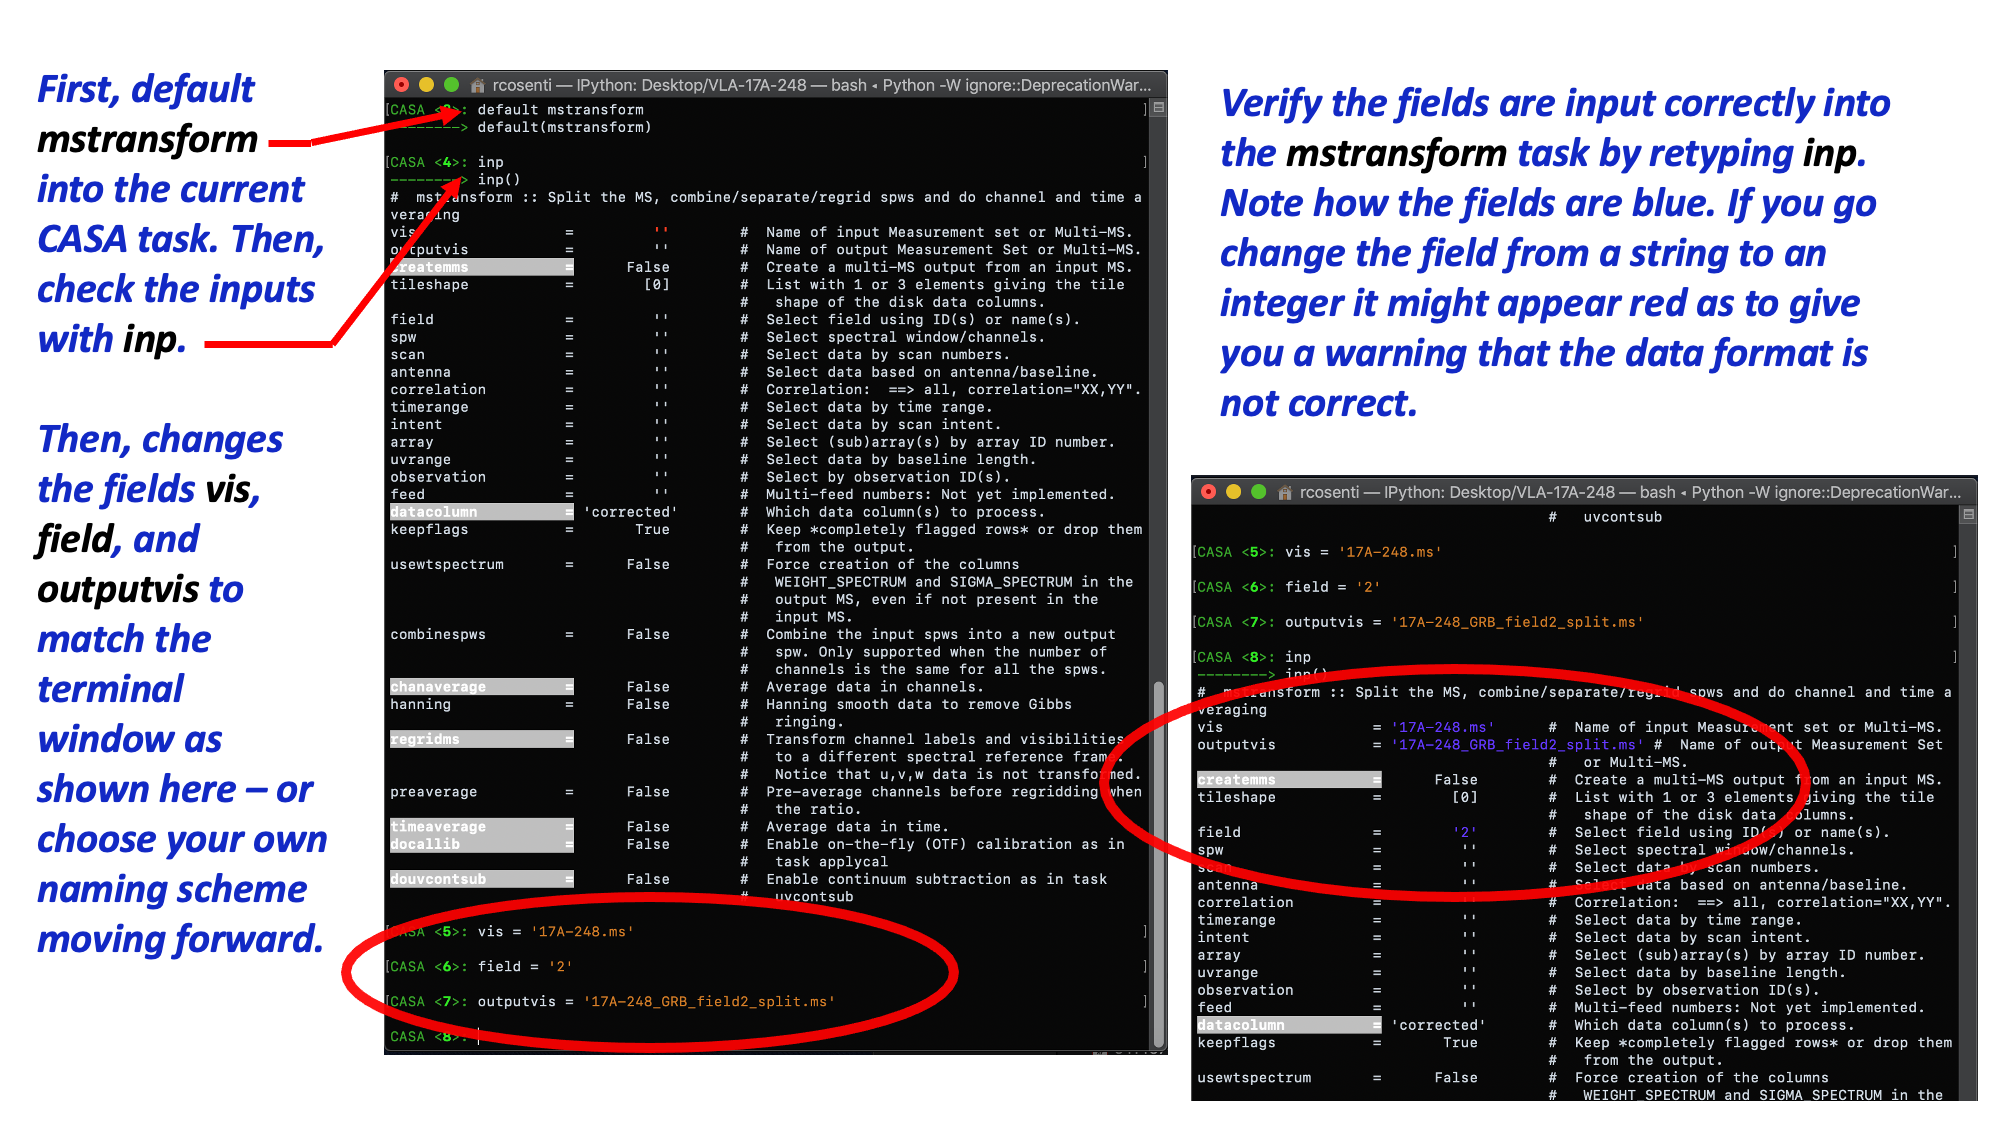 First, default
mstransform
into the current
CASA task. Then,
check the inputs
with inp.
Then, changes
the fields vis,
field, and
outputvis to
match the
terminal
window as
shown here – or
choose your own
naming scheme
moving forward.
rcosenti — IPython: Desktop/VLA-17A-248 — bash ◂ Python -W ignore::DeprecationWar...
[CASA <3>: default mstransform ]
--------> default(mstransform)
[CASA <4>: inp ]
--------> inp()
# mstransform :: Split the MS, combine/separate/regrid spws and do channel and time a
veraging
vis = '' # Name of input Measurement set or Multi-MS.
outputvis = '' # Name of output Measurement Set or Multi-MS.
createmms = False # Create a multi-MS output from an input MS.
tileshape = [0] # List with 1 or 3 elements giving the tile
# shape of the disk data columns.
field = '' # Select field using ID(s) or name(s).
spw = '' # Select spectral window/channels.
scan = '' # Select data by scan numbers.
antenna = '' # Select data based on antenna/baseline.
correlation = '' # Correlation: ==> all, correlation="XX,YY".
timerange = '' # Select data by time range.
intent = '' # Select data by scan intent.
array = '' # Select (sub)array(s) by array ID number.
uvrange = '' # Select data by baseline length.
observation = '' # Select by observation ID(s).
feed = '' # Multi-feed numbers: Not yet implemented.
datacolumn = 'corrected' # Which data column(s) to process.
keepflags = True # Keep *completely flagged rows* or drop them
# from the output.
usewtspectrum = False # Force creation of the columns
# WEIGHT_SPECTRUM and SIGMA_SPECTRUM in the
# output MS, even if not present in the
# input MS.
combinespws = False # Combine the input spws into a new output
# spw. Only supported when the number of
# channels is the same for all the spws.
chanaverage = False # Average data in channels.
hanning = False # Hanning smooth data to remove Gibbs
# ringing.
regridms = False # Transform channel labels and visibilities
# to a different spectral reference frame.
# Notice that u,v,w data is not transformed.
preaverage = False # Pre-average channels before regridding when
# the ratio.
timeaverage = False # Average data in time.
docallib = False # Enable on-the-fly (OTF) calibration as in
# task applycal
douvcontsub = False # Enable continuum subtraction as in task
# uvcontsub
[CASA <5>: vis = '17A-248.ms' ]
[CASA <6>: field = '2' ]
[CASA <7>: outputvis = '17A-248_GRB_field2_split.ms' ]
CASA <8>:
Verify the fields are input correctly into
the mstransform task by retyping inp.
Note how the fields are blue. If you go
change the field from a string to an
integer it might appear red as to give
you a warning that the data format is
not correct.
rcosenti — IPython: Desktop/VLA-17A-248 — bash ◂ Python -W ignore::DeprecationWar...
# uvcontsub
[CASA <5>: vis = '17A-248.ms' ]
[CASA <6>: field = '2' ]
[CASA <7>: outputvis = '17A-248_GRB_field2_split.ms' ]
[CASA <8>: inp ]
--------> inp()
# mstransform :: Split the MS, combine/separate/regrid spws and do channel and time a
veraging
vis = '17A-248.ms' # Name of input Measurement set or Multi-MS.
outputvis = '17A-248_GRB_field2_split.ms' # Name of output Measurement Set
# or Multi-MS.
createmms = False # Create a multi-MS output from an input MS.
tileshape = [0] # List with 1 or 3 elements giving the tile
# shape of the disk data columns.
field = '2' # Select field using ID(s) or name(s).
spw = '' # Select spectral window/channels.
scan = '' # Select data by scan numbers.
antenna = '' # Select data based on antenna/baseline.
correlation = '' # Correlation: ==> all, correlation="XX,YY".
timerange = '' # Select data by time range.
intent = '' # Select data by scan intent.
array = '' # Select (sub)array(s) by array ID number.
uvrange = '' # Select data by baseline length.
observation = '' # Select by observation ID(s).
feed = '' # Multi-feed numbers: Not yet implemented.
datacolumn = 'corrected' # Which data column(s) to process.
keepflags = True # Keep *completely flagged rows* or drop them
# from the output.
usewtspectrum = False # Force creation of the columns
# WEIGHT_SPECTRUM and SIGMA_SPECTRUM in the